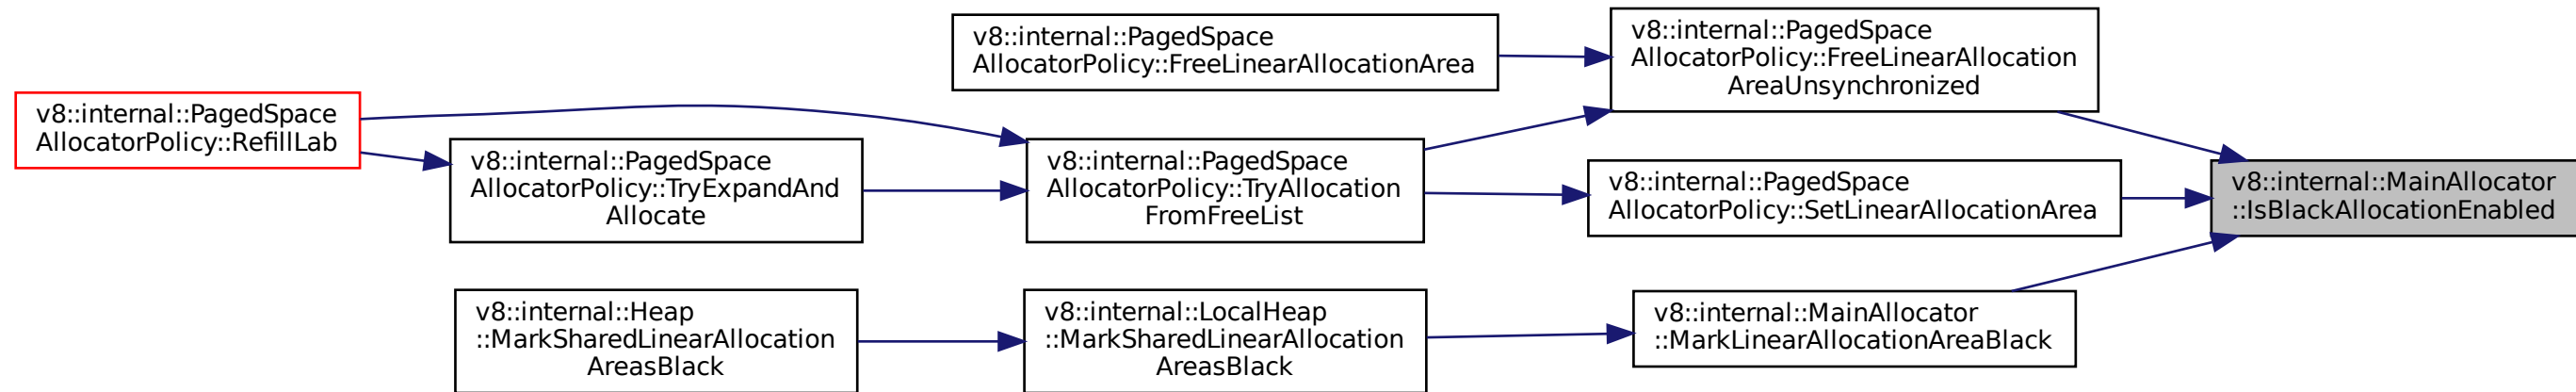 v8::internal::PagedSpace
AllocatorPolicy::RefillLab
v8::internal::PagedSpace
AllocatorPolicy::TryExpandAnd
Allocate
v8::internal::Heap
::MarkSharedLinearAllocation
AreasBlack
v8::internal::PagedSpace
AllocatorPolicy::FreeLinearAllocationArea
v8::internal::PagedSpace
AllocatorPolicy::TryAllocation
FromFreeList
v8::internal::LocalHeap
::MarkSharedLinearAllocation
AreasBlack
v8::internal::PagedSpace
AllocatorPolicy::FreeLinearAllocation
AreaUnsynchronized
v8::internal::PagedSpace
AllocatorPolicy::SetLinearAllocationArea
v8::internal::MainAllocator
::MarkLinearAllocationAreaBlack
v8::internal::MainAllocator
::IsBlackAllocationEnabled